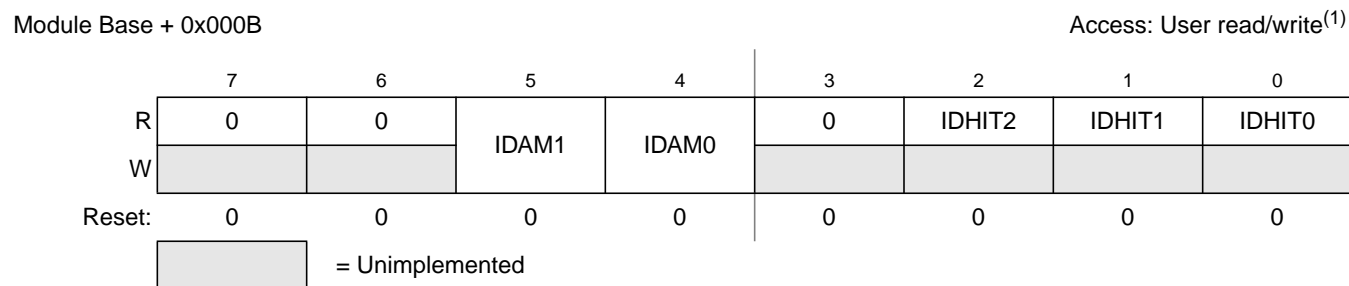 Module Base + 0x000B Access: User read/write(1)
7 6 5 4 3 2 1 0
R 0 0 IDAM1 IDAM0 0 IDHIT2 IDHIT1 IDHIT0
W
Reset: 0 0 0 0 0 0 0 0
= Unimplemented